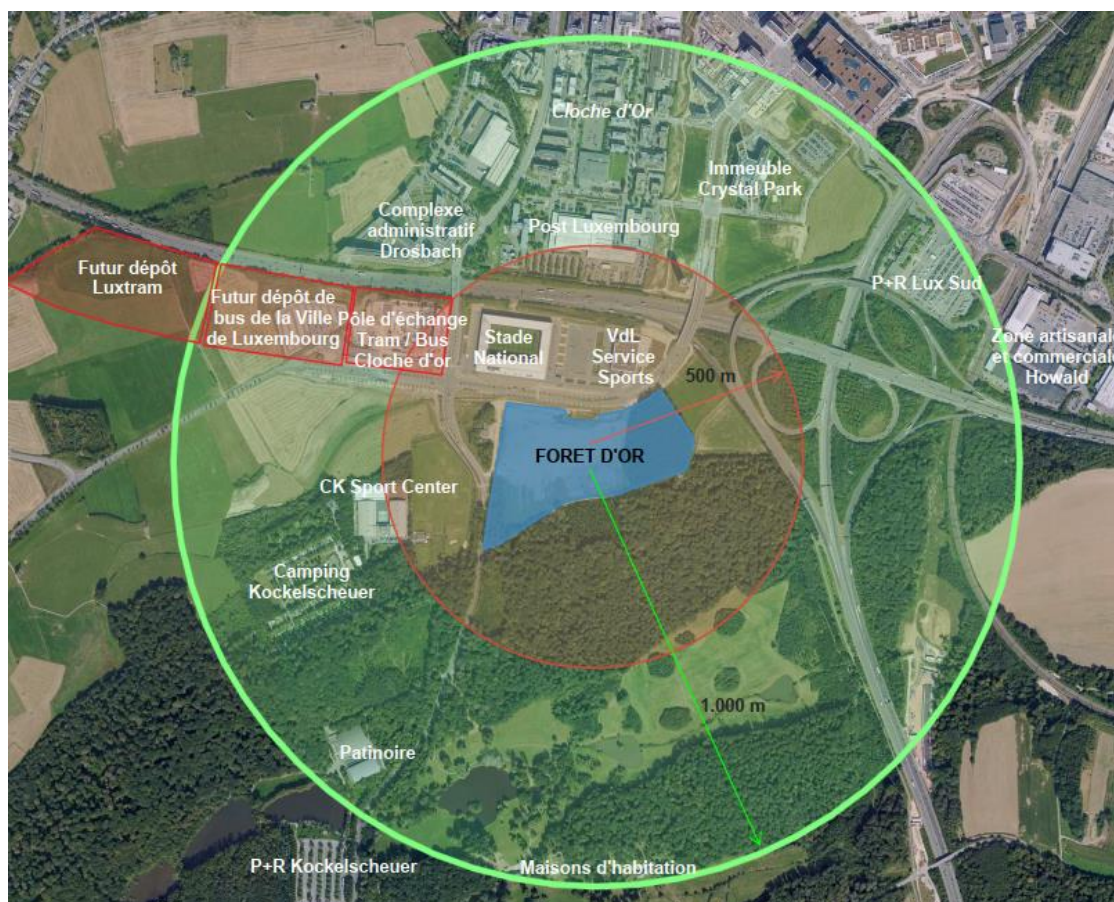 Cloche d'Or
Immeuble
Crystal Park
Complexe
administratif
Drosbach
Post Luxembourg
Futur dépôt
Luxtram
Futur dépôt de
bus de la Ville
de Luxembourg
Pôle d'échange
Tram / Bus
Cloche d'or
Stade
National
VdL
Service
Sports
P+R Lux Sud
Zone artisanale
et commerciale
Howald
500 m
FORET D'OR
CK Sport Center
Camping
Kockelscheuer
1.000 m
Patinoire
P+R Kockelscheuer
Maisons d'habitation